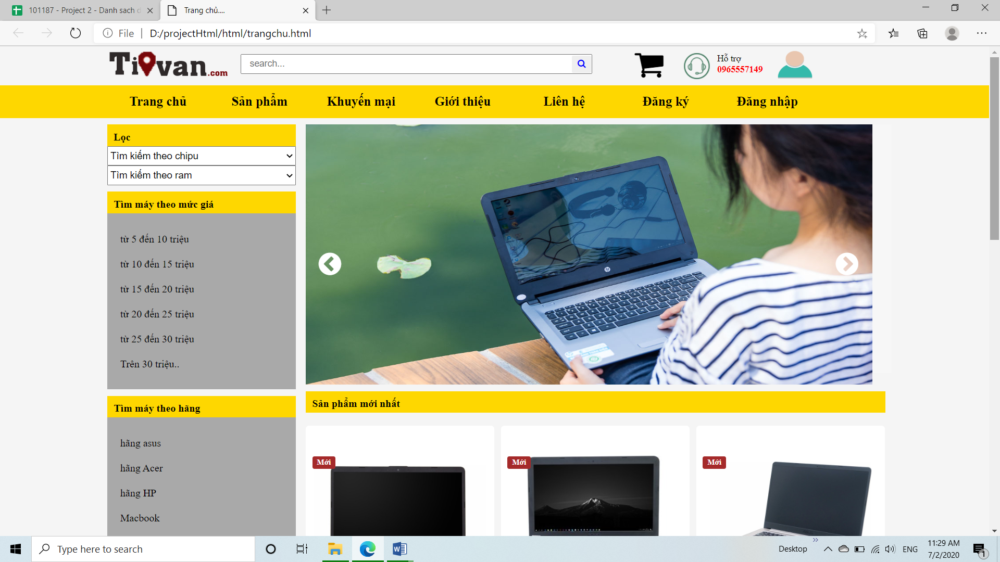 101187 - Project 2 - Danh sach d
Trang chủ....
File | D:/projectHtml/html/trangchu.html
Tiovan.com
search...
Hỗ trợ
0965557149
Trang chủ Sản phẩm Khuyến mại Giới thiệu Liên hệ Đăng ký Đăng nhập
Lọc
Tìm kiếm theo chipu
Tìm kiếm theo ram
Tìm máy theo mức giá
từ 5 đến 10 triệu
từ 10 đến 15 triệu
từ 15 đến 20 triệu
từ 20 đến 25 triệu
từ 25 đến 30 triệu
Trên 30 triệu..
Tìm máy theo hãng
hãng asus
hãng Acer
hãng HP
Macbook
hp
Sản phẩm mới nhất
Mới
Mới
Mới
Type here to search
Desktop
ENG
11:29 AM
7/2/2020
1